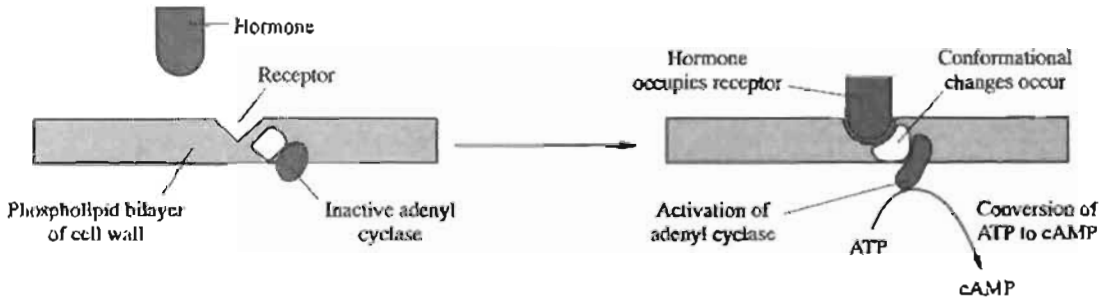 Hormone
Receptor
Phospholipid bilayer
of cell wall
Inactive adenyl
cyclase
Hormone
occupies receptor
Conformational
changes occur
Activation of
adenyl cyclase
ATP
Conversion of
ATP to cAMP
cAMP